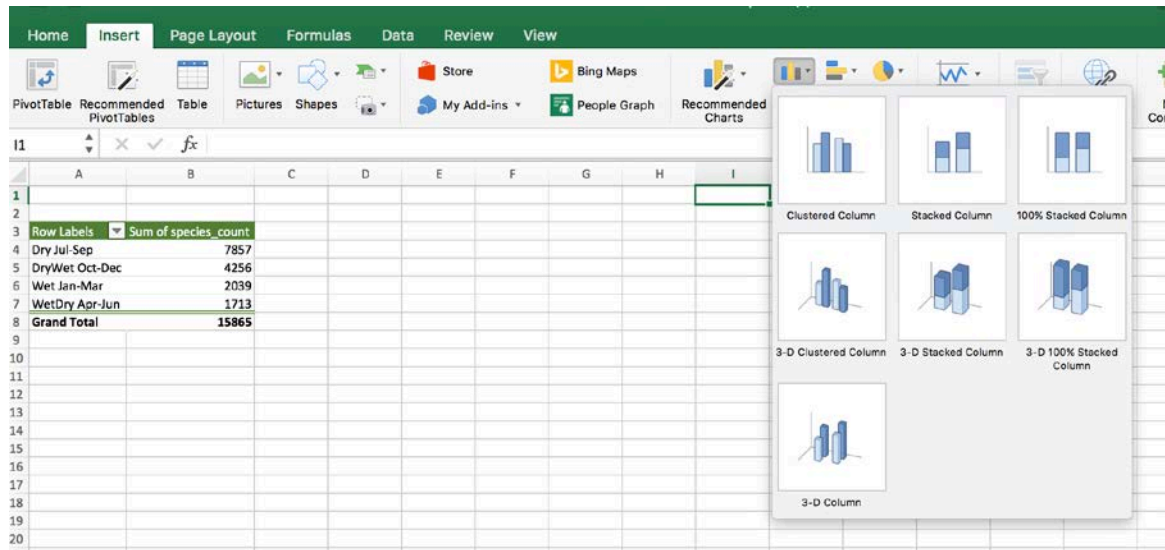 Home Insert Page Layout Formulas Data Review View
Store Bing Maps
PivotTable Recommended PivotTables Table Pictures Shapes My Add-ins People Graph Recommended Charts
I1 fx
A B C D E F G H I
1
2
3 Row Labels Sum of species_count
4 Dry Jul-Sep 7857
5 DryWet Oct-Dec 4256
6 Wet Jan-Mar 2039
7 WetDry Apr-Jun 1713
8 Grand Total 15865
9
10
11
12
13
14
15
16
17
18
19
20
Clustered Column Stacked Column 100% Stacked Column
3-D Clustered Column 3-D Stacked Column 3-D 100% Stacked Column
3-D Column